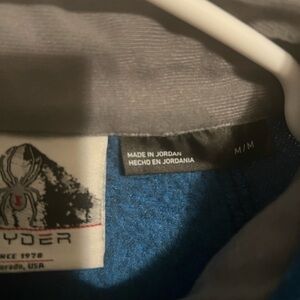 MADE IN JORDAN
HECHO EN JORDANIA
M/M
YDER
NCE 1978
orado, USA